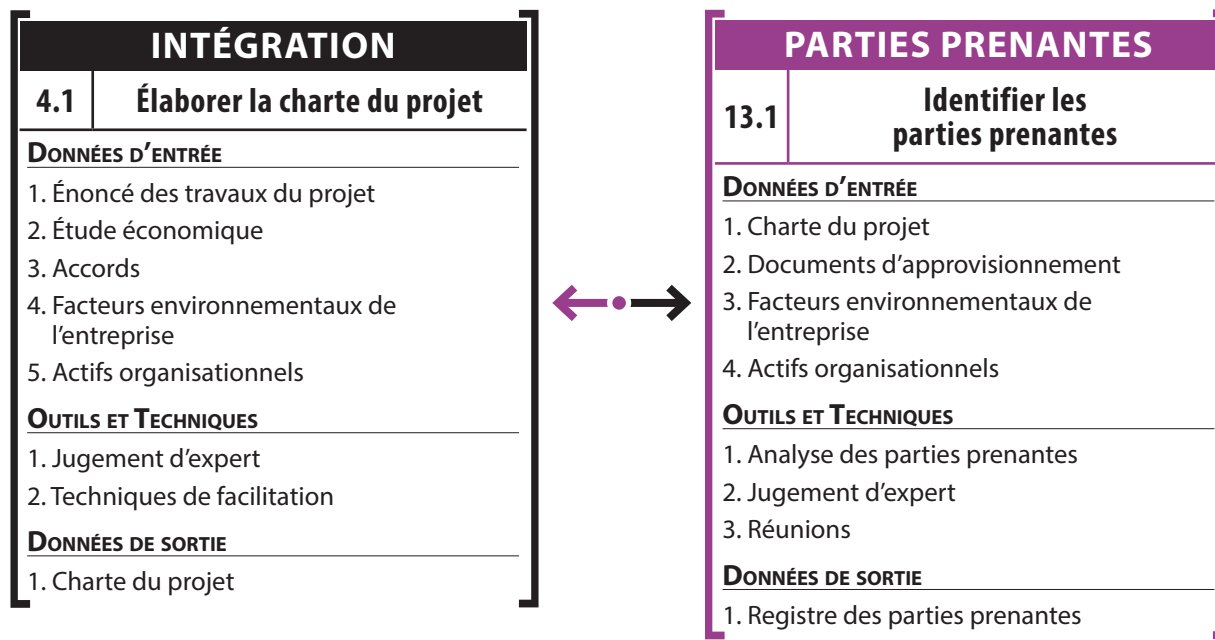 INTÉGRATION
4.1 Élaborer la charte du projet
DONNÉES D'ENTRÉE
1. Énoncé des travaux du projet
2. Étude économique
3. Accords
4. Facteurs environnementaux de
l'entreprise
5. Actifs organisationnels
OUTILS ET TECHNIQUES
1. Jugement d'expert
2. Techniques de facilitation
DONNÉES DE SORTIE
1. Charte du projet
PARTIES PRENANTES
13.1 Identifier les
parties prenantes
DONNÉES D'ENTRÉE
1. Charte du projet
2. Documents d'approvisionnement
3. Facteurs environnementaux de
l'entreprise
4. Actifs organisationnels
OUTILS ET TECHNIQUES
1. Analyse des parties prenantes
2. Jugement d'expert
3. Réunions
DONNÉES DE SORTIE
1. Registre des parties prenantes